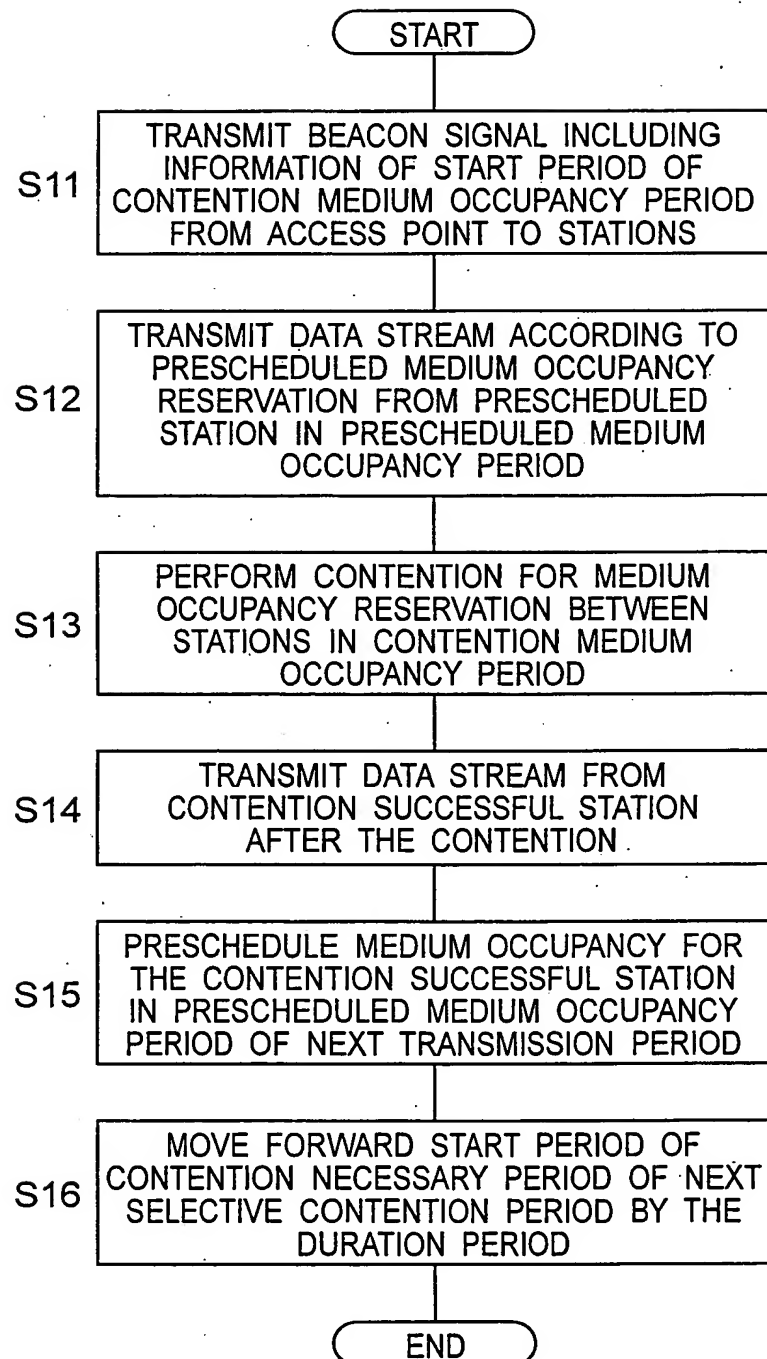 START
S11
TRANSMIT BEACON SIGNAL INCLUDING
INFORMATION OF START PERIOD OF
CONTENTION MEDIUM OCCUPANCY PERIOD
FROM ACCESS POINT TO STATIONS
S12
TRANSMIT DATA STREAM ACCORDING TO
PRESCHEDULED MEDIUM OCCUPANCY
RESERVATION FROM PRESCHEDULED
STATION IN PRESCHEDULED MEDIUM
OCCUPANCY PERIOD
S13
PERFORM CONTENTION FOR MEDIUM
OCCUPANCY RESERVATION BETWEEN
STATIONS IN CONTENTION MEDIUM
OCCUPANCY PERIOD
S14
TRANSMIT DATA STREAM FROM
CONTENTION SUCCESSFUL STATION
AFTER THE CONTENTION
S15
PRESCHEDULE MEDIUM OCCUPANCY FOR
THE CONTENTION SUCCESSFUL STATION
IN PRESCHEDULED MEDIUM OCCUPANCY
PERIOD OF NEXT TRANSMISSION PERIOD
S16
MOVE FORWARD START PERIOD OF
CONTENTION NECESSARY PERIOD OF NEXT
SELECTIVE CONTENTION PERIOD BY THE
DURATION PERIOD
END